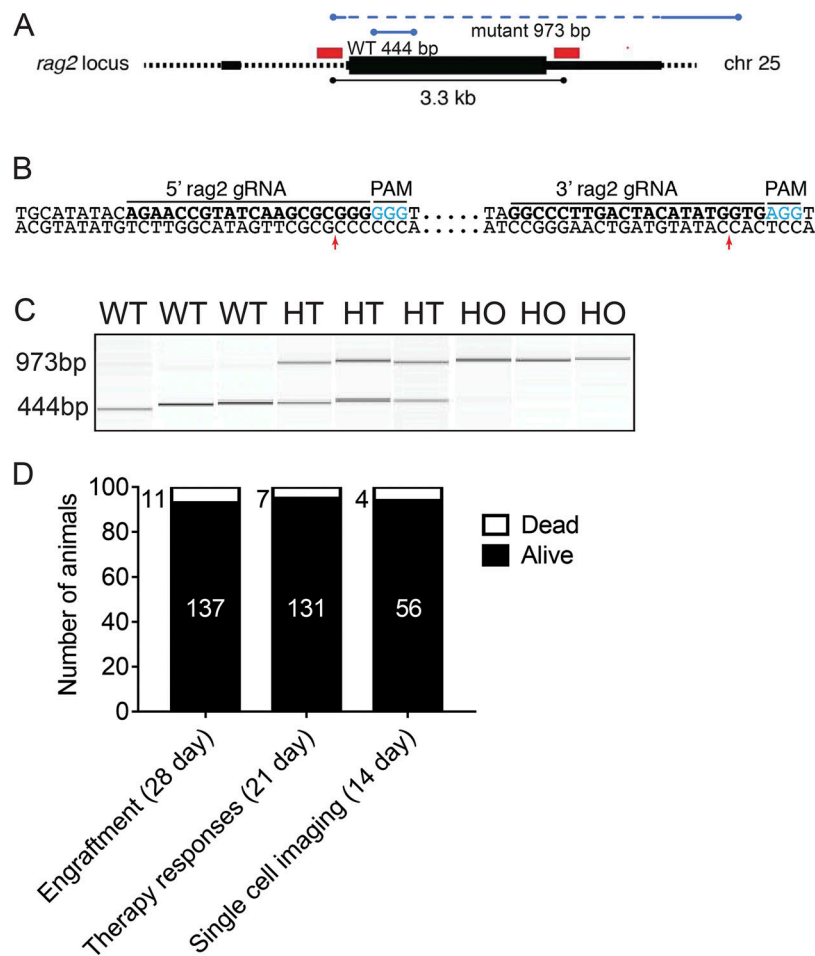 A
mutant 973 bp
WT 444 bp
rag2 locus
chr 25
3.3 kb
B
5’ rag2 gRNA PAM 3’ rag2 gRNA PAM
TGCATATACAGAACCGTATCAAGCGCGGGGGGT.....TAGGCCCTTGACTACATATGGTGAGGT
ACGTATATGTCTTGGCATAGTTCGCGCCCCCCA.....ATCCGGGAACTGATGTATACCACTCCA
C
WT WT WT HT HT HT HO HO HO
973bp
444bp
D
Number of animals
100
80
60
40
20
0
11 7 4
137 131 56
Dead
Alive
Engraftment (28 day)
Therapy responses (21 day)
Single cell imaging (14 day)